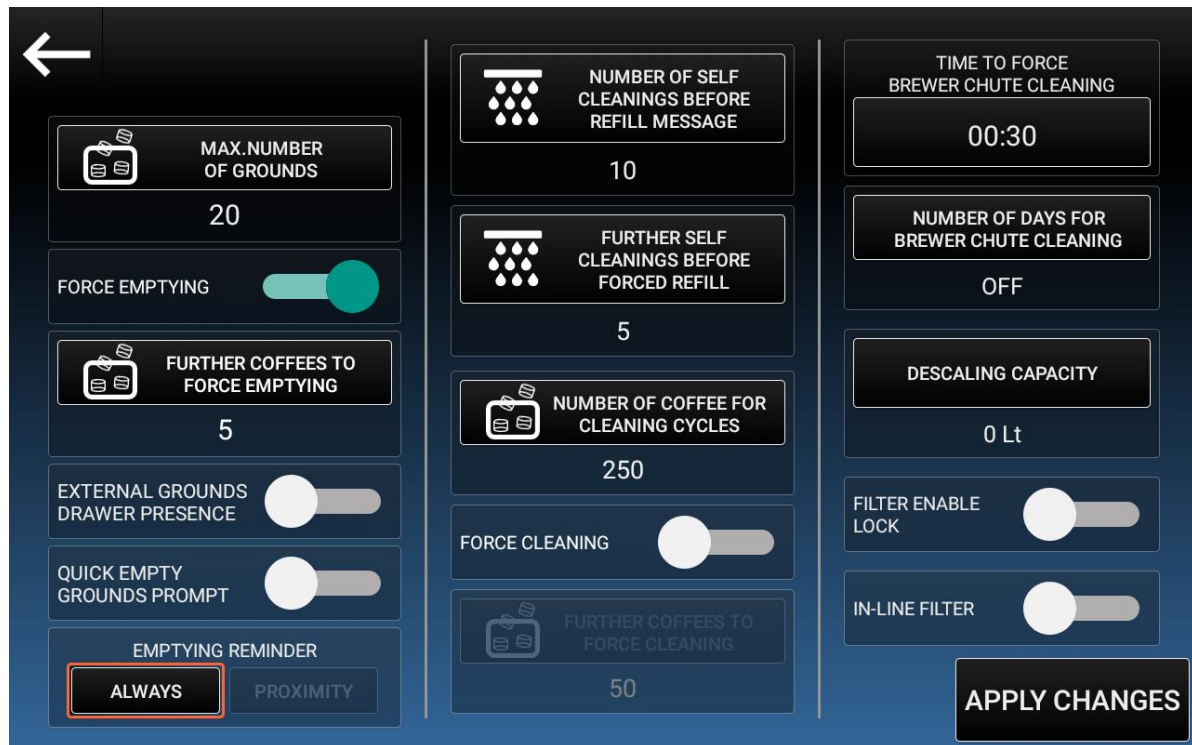 MAX.NUMBER
OF GROUNDS
20
FORCE EMPTYING
FURTHER COFFEES TO
FORCE EMPTYING
5
EXTERNAL GROUNDS
DRAWER PRESENCE
QUICK EMPTY
GROUNDS PROMPT
EMPTYING REMINDER
ALWAYS
PROXIMITY
NUMBER OF SELF
CLEANINGS BEFORE
REFILL MESSAGE
10
FURTHER SELF
CLEANINGS BEFORE
FORCED REFILL
5
NUMBER OF COFFEE FOR
CLEANING CYCLES
250
FORCE CLEANING
FURTHER COFFEES TO
FORCE CLEANING
50
TIME TO FORCE
BREWER CHUTE CLEANING
00:30
NUMBER OF DAYS FOR
BREWER CHUTE CLEANING
OFF
DESCALING CAPACITY
0 Lt
FILTER ENABLE
LOCK
IN-LINE FILTER
APPLY CHANGES